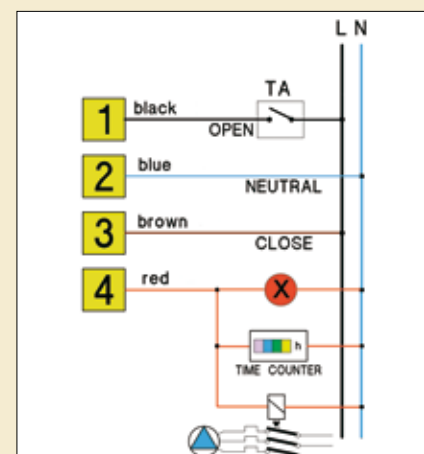 L N
TA
1 black
OPEN
2 blue
NEUTRAL
3 brown
CLOSE
4 red
X
h
TIME COUNTER